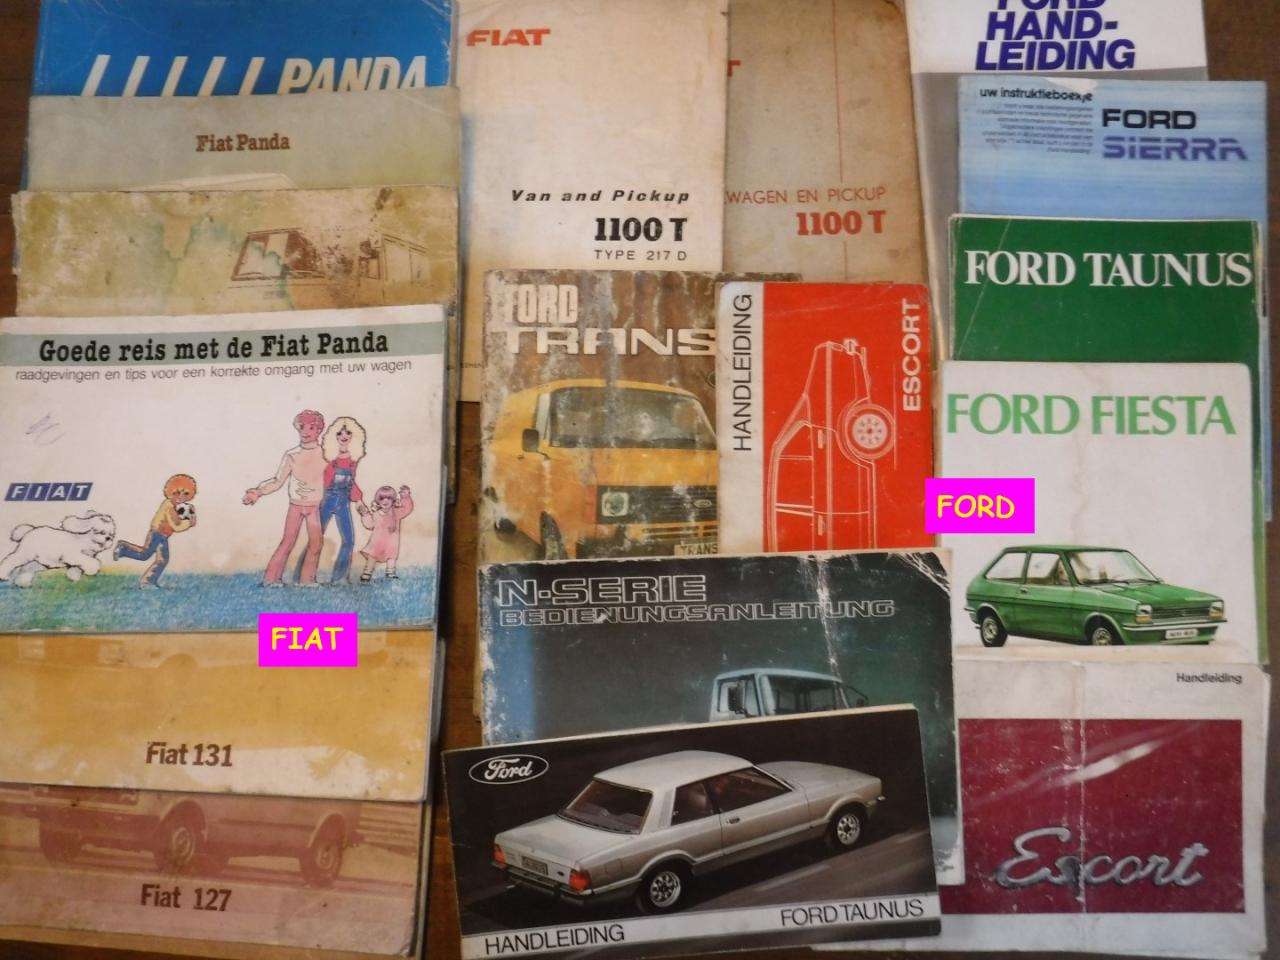 PANDA
Fiat Panda
Goede reis met de Fiat Panda
raadgevingen en tips voor een korrekte omgang met uw wagen
FIAT
FIAT
Fiat 131
Fiat 127
FIAT
Van and Pickup
1100 T
TYPE 217 D
WAGEN EN PICKUP
1100 T
FORD
TRANS
TRANS
HANDLEIDING
ESCORT
N-SERIE
BEDIENUNGSANLEITUNG
Ford
HANDLEIDING
FORD TAUNUS
FORD
HAND-
LEIDING
uw instruktieboekje
FORD
SIERRA
FORD TAUNUS
FORD FIESTA
FORD
Handleiding
Escort